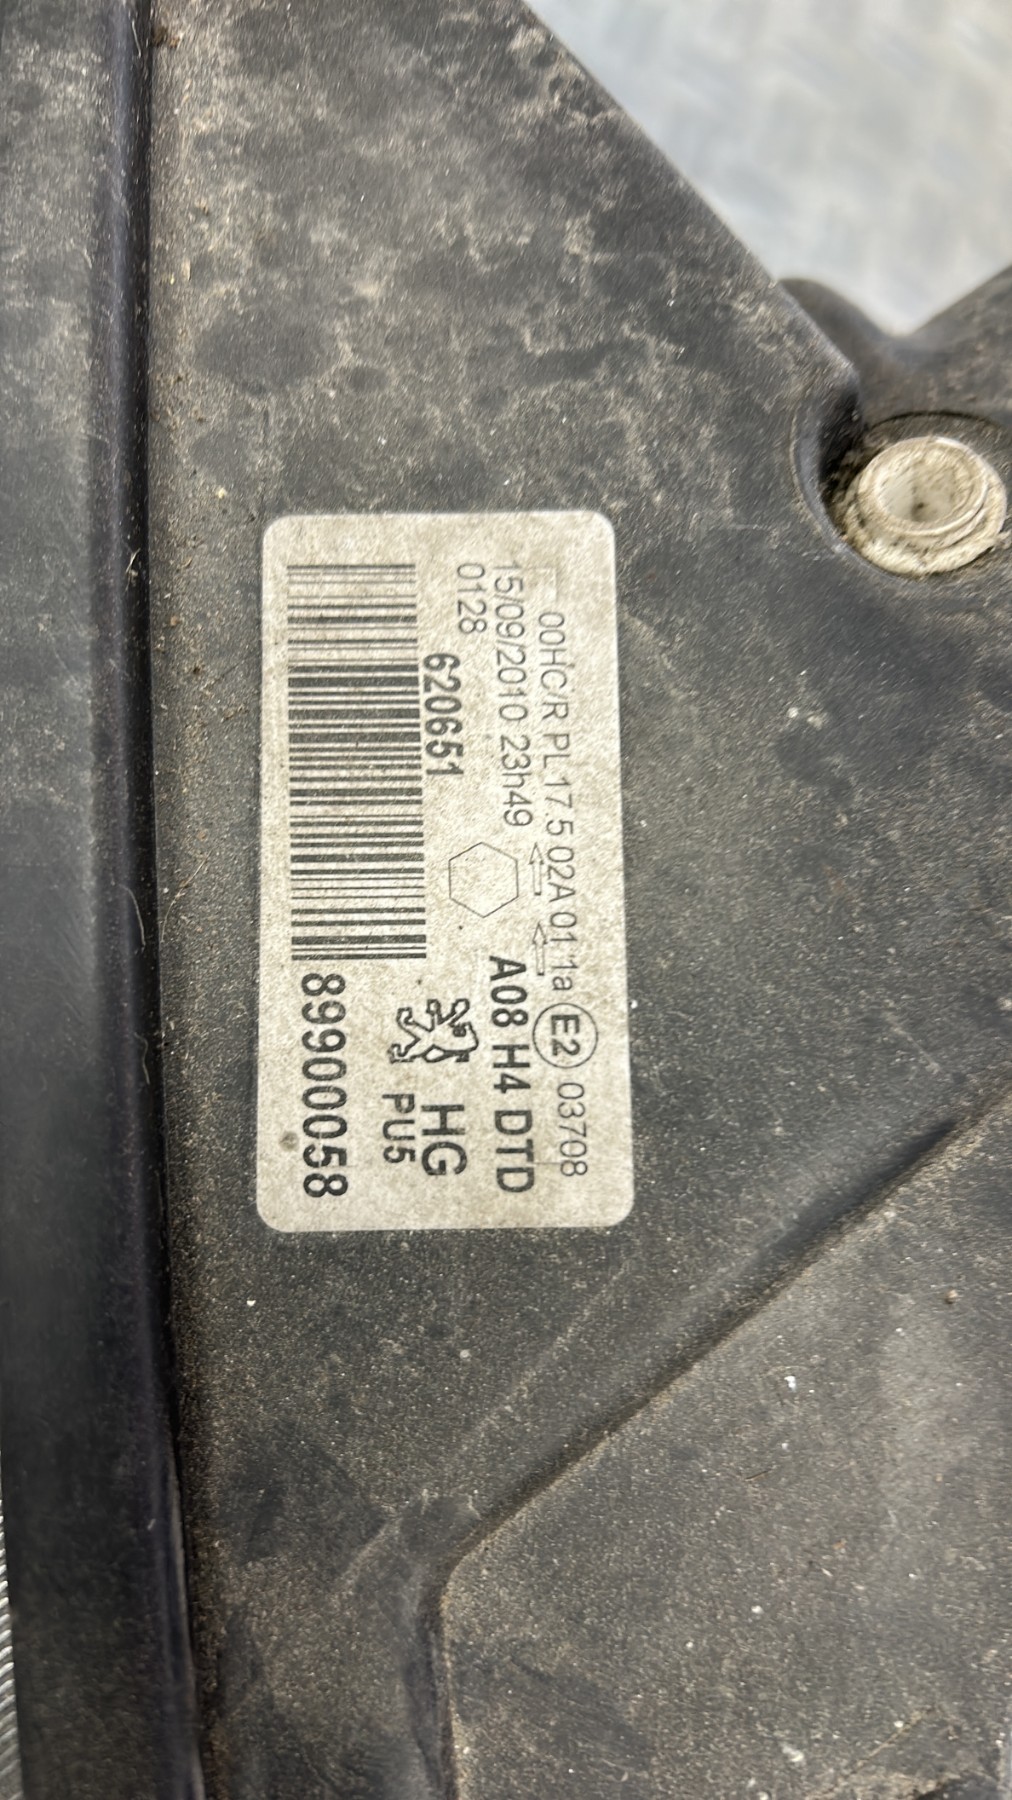 00HC/R PL 17.5 02A 01 1a E2 03708
15/09/2010 23h49
A08 H4 DTD
0128
620651
HG
PU5
8990058